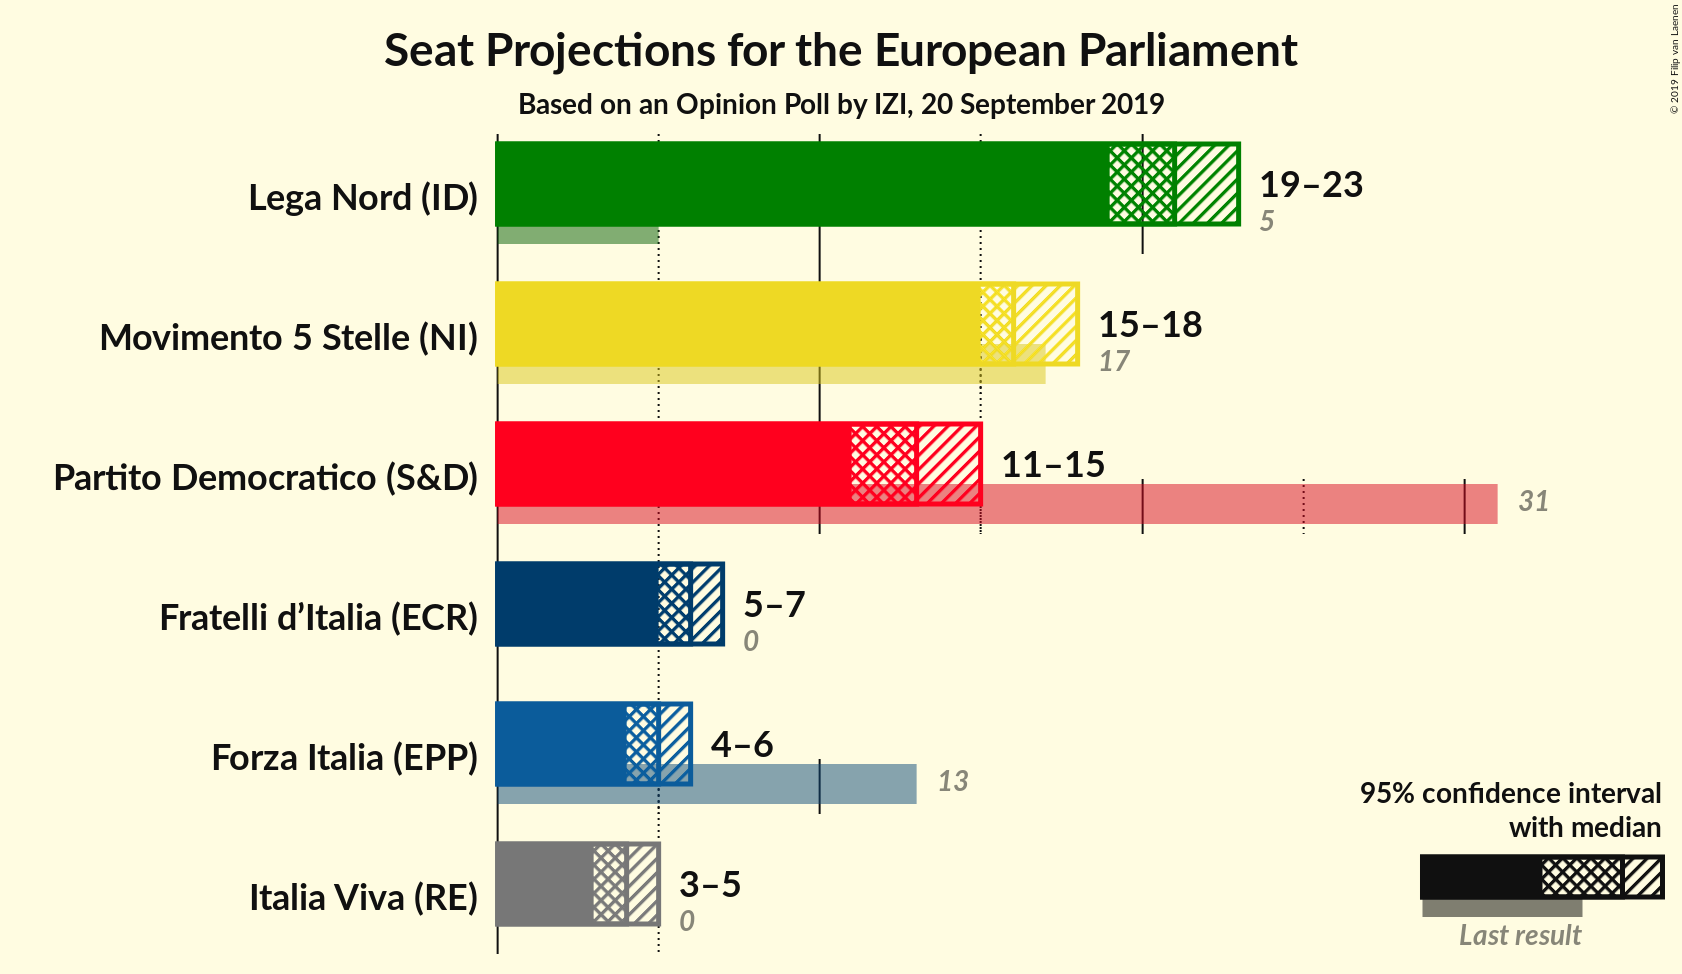 Seat Projections for the European Parliament
Based on an Opinion Poll by IZI, 20 September 2019
© 2019 Filip van Laenen
Lega Nord (ID)
19–23
5
Movimento 5 Stelle (NI)
15–18
17
Partito Democratico (S&D)
11–15
31
Fratelli d’Italia (ECR)
5–7
0
Forza Italia (EPP)
4–6
13
Italia Viva (RE)
3–5
0
95% confidence interval
with median
Last result